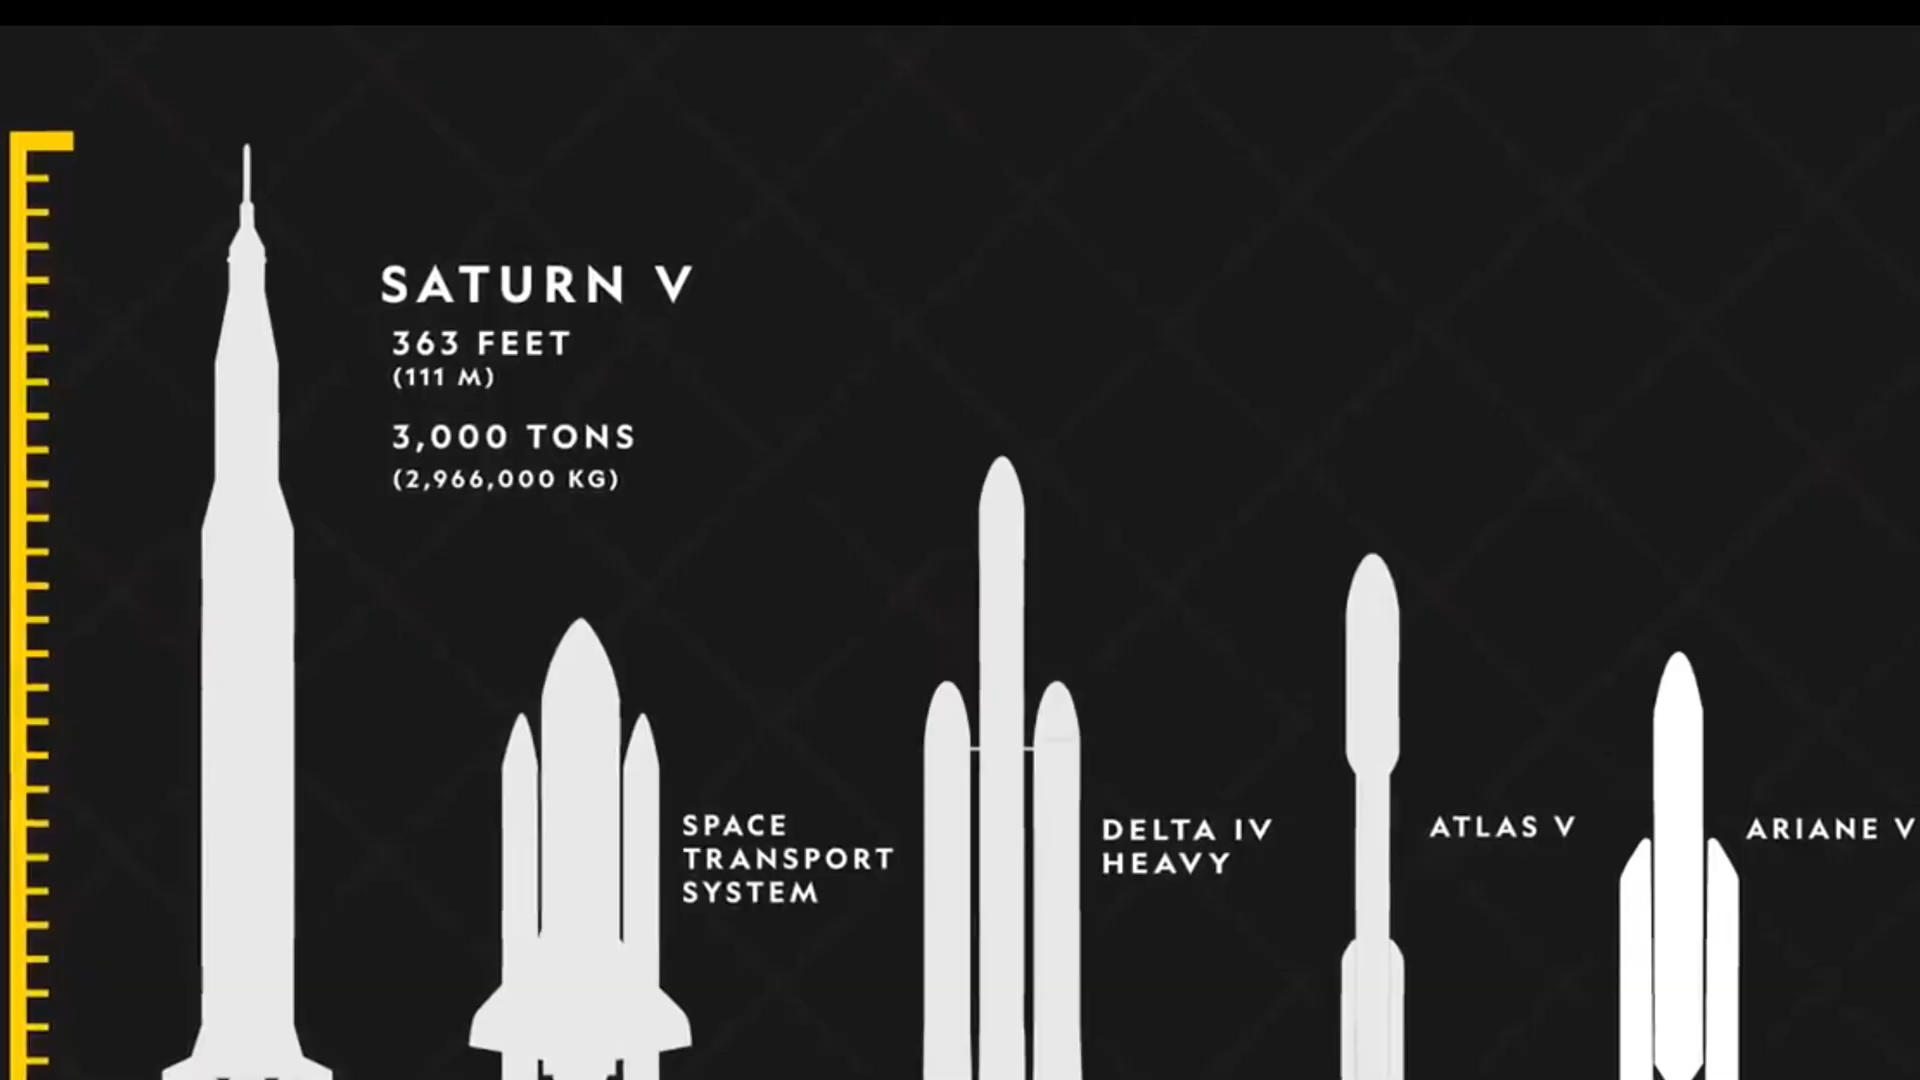 SATURN V
363 FEET
(111 M)
3,000 TONS
(2,966,000 KG)
SPACE
TRANSPORT
SYSTEM
DELTA IV
HEAVY
ATLAS V
ARIANE V